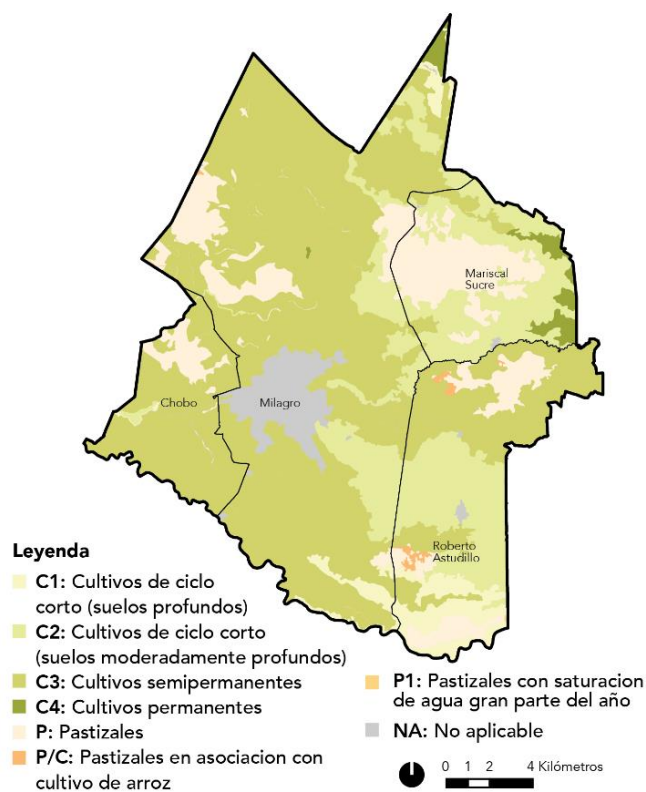 Mariscal
Sucre
Chobo
Milagro
Roberto
Astudillo
Leyenda
C1: Cultivos de ciclo
corto (suelos profundos)
C2: Cultivos de ciclo corto
(suelos moderadamente profundos)
C3: Cultivos semipermanentes
C4: Cultivos permanentes
P: Pastizales
P/C: Pastizales en asociacion con
cultivo de arroz
P1: Pastizales con saturacion
de agua gran parte del año
NA: No aplicable
0 1 2 4 Kilómetros